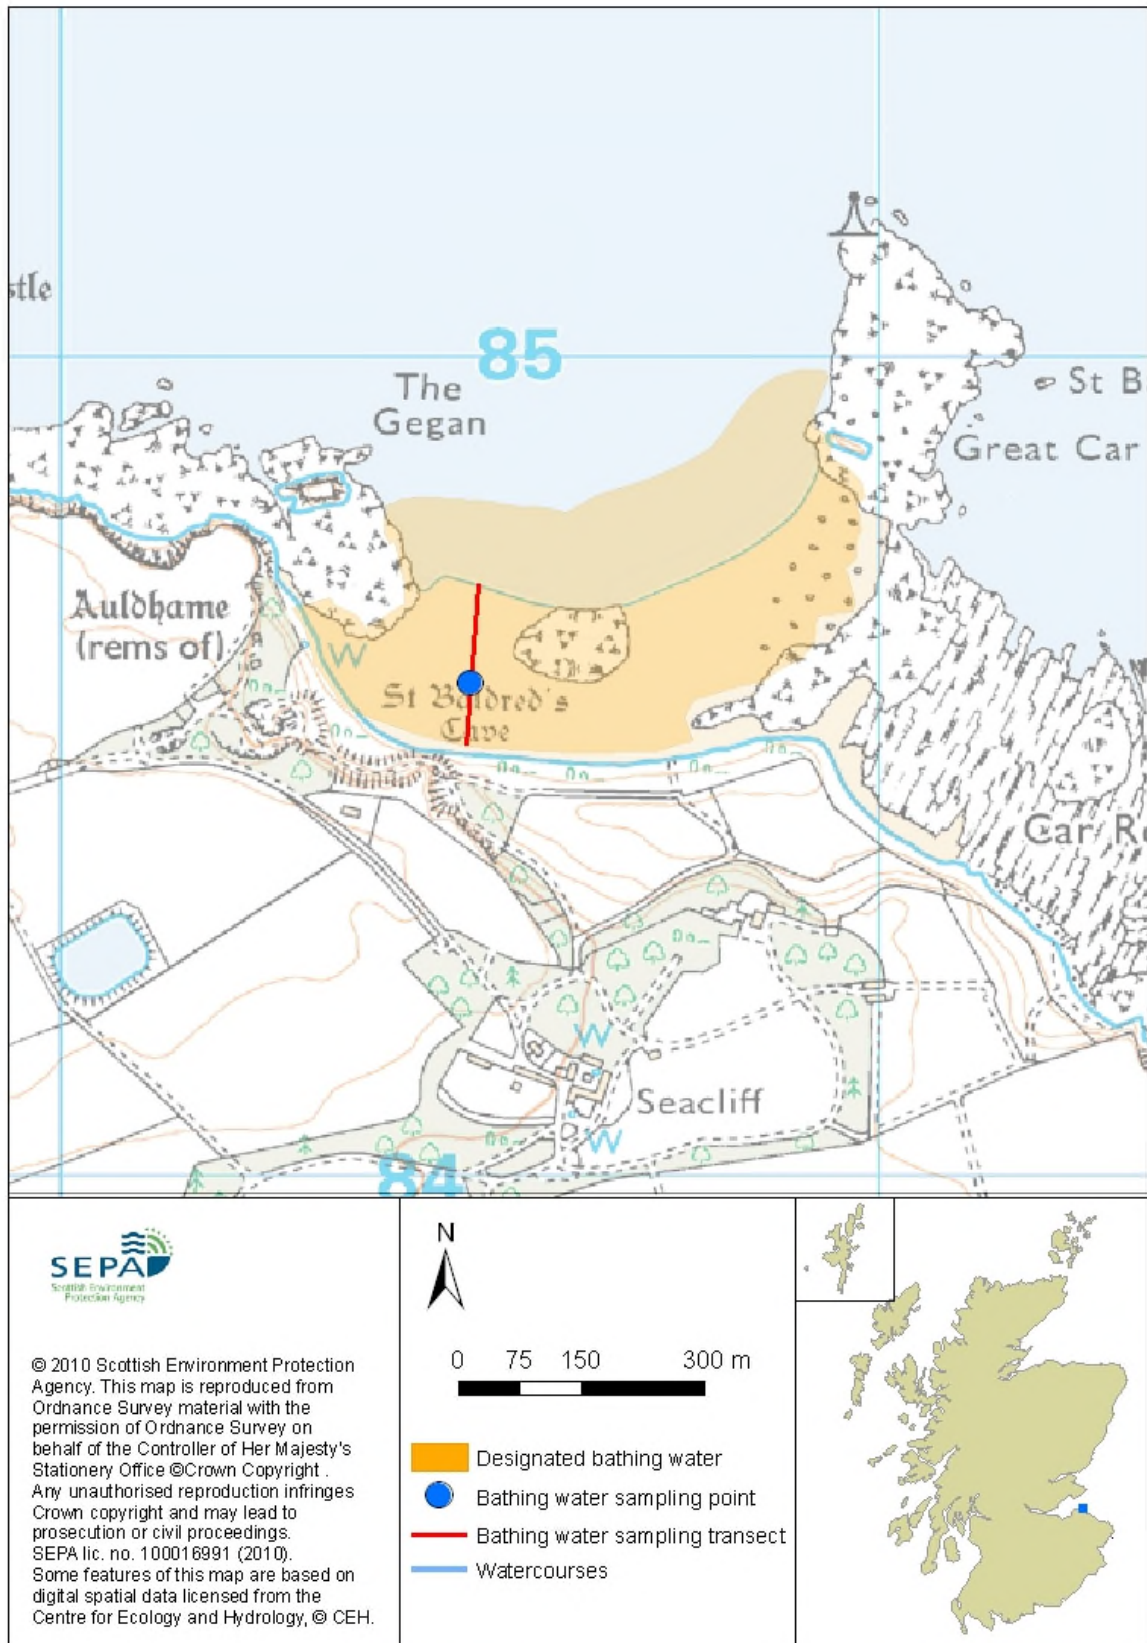 stle
85
The
Gegan
St B
Great Car
Auldhame
(rems of)
W
St Baldred's
Cave
Car R
W
Seacliff
W
84
SEPA
Scottish Environment
Protection Agency
© 2010 Scottish Environment Protection
Agency. This map is reproduced from
Ordnance Survey material with the
permission of Ordnance Survey on
behalf of the Controller of Her Majesty's
Stationery Office ©Crown Copyright .
Any unauthorised reproduction infringes
Crown copyright and may lead to
prosecution or civil proceedings.
SEPA lic. no. 100016991 (2010).
Some features of this map are based on
digital spatial data licensed from the
Centre for Ecology and Hydrology, © CEH.
N
0 75 150 300 m
Designated bathing water
Bathing water sampling point
Bathing water sampling transect
Watercourses